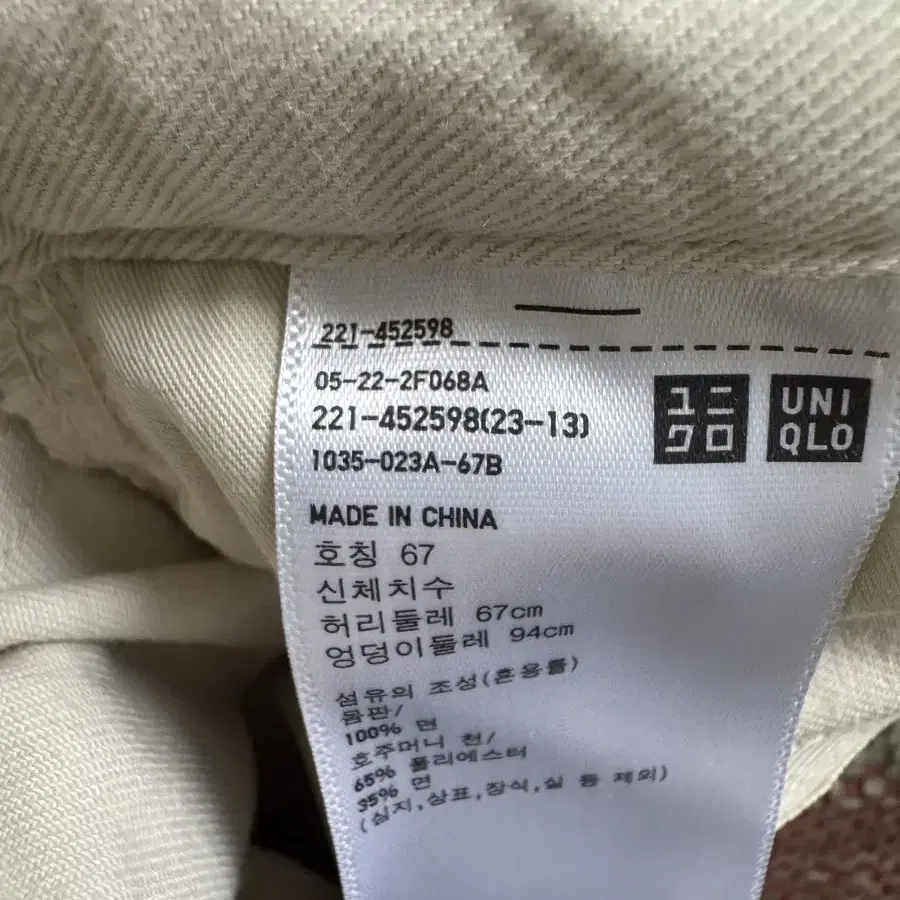 221-452598
05-22-2F068A
221-452598(23-13)
1035-023A-67B
ユニ
クロ
UNI
QLO
MADE IN CHINA
호칭 67
신체치수
허리둘레 67cm
엉덩이둘레 94cm
섬유의 조성(혼용률)
몸판/
100% 면
호주머니 천/
65% 폴리에스터
35% 면
(심지,상표,장식,실 등 제외)